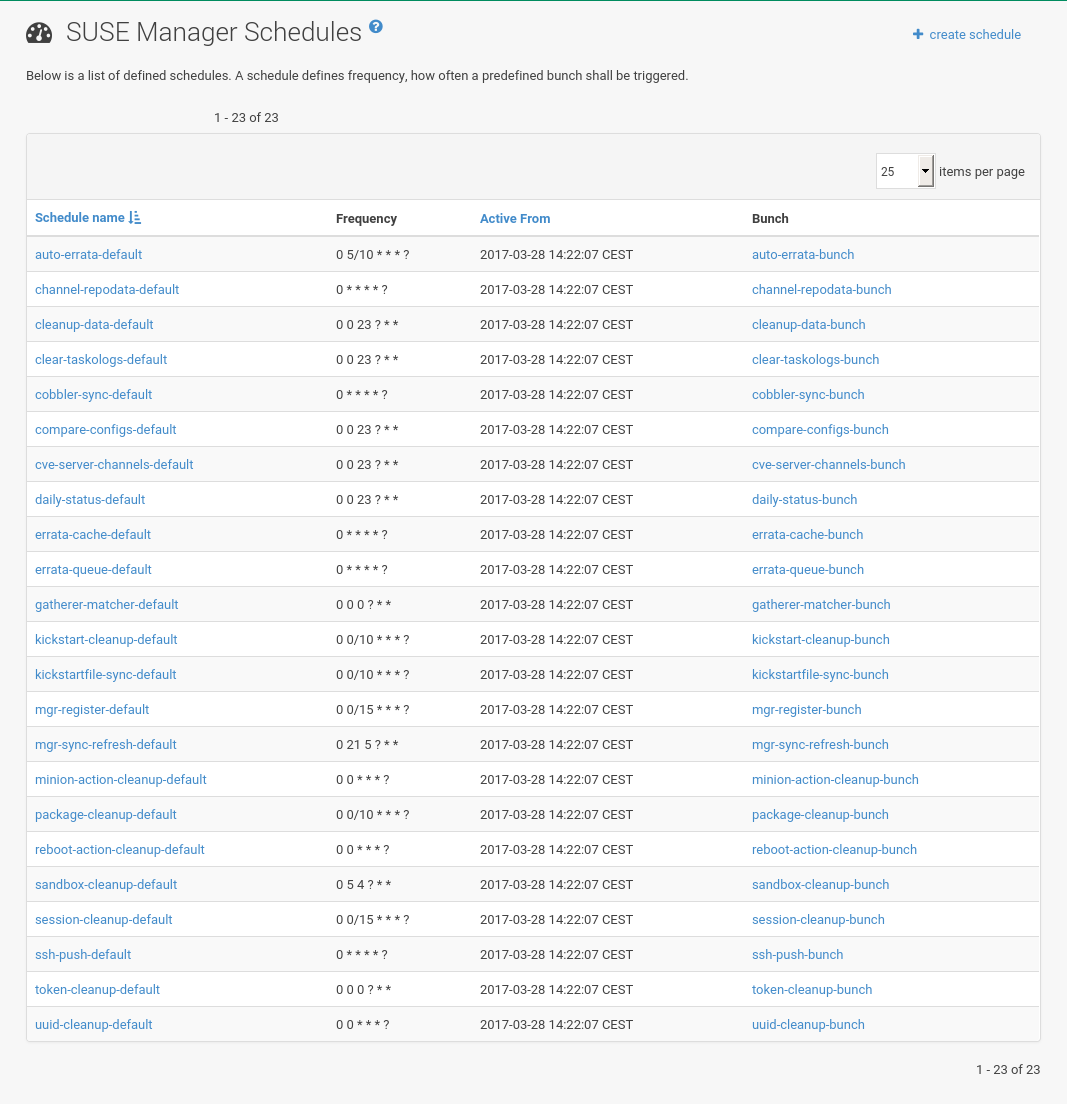 SUSE Manager Schedules ?
+ create schedule
Below is a list of defined schedules. A schedule defines frequency, how often a predefined bunch shall be triggered.
1 - 23 of 23
25 items per page
Schedule name Frequency Active From Bunch
auto-errata-default 0 5/10 * * * ? 2017-03-28 14:22:07 CEST auto-errata-bunch
channel-repodata-default 0 * * * * ? 2017-03-28 14:22:07 CEST channel-repodata-bunch
cleanup-data-default 0 0 23 ? * * 2017-03-28 14:22:07 CEST cleanup-data-bunch
clear-taskologs-default 0 0 23 ? * * 2017-03-28 14:22:07 CEST clear-taskologs-bunch
cobbler-sync-default 0 * * * * ? 2017-03-28 14:22:07 CEST cobbler-sync-bunch
compare-configs-default 0 0 23 ? * * 2017-03-28 14:22:07 CEST compare-configs-bunch
cve-server-channels-default 0 0 23 ? * * 2017-03-28 14:22:07 CEST cve-server-channels-bunch
daily-status-default 0 0 23 ? * * 2017-03-28 14:22:07 CEST daily-status-bunch
errata-cache-default 0 * * * * ? 2017-03-28 14:22:07 CEST errata-cache-bunch
errata-queue-default 0 * * * * ? 2017-03-28 14:22:07 CEST errata-queue-bunch
gatherer-matcher-default 0 0 0 ? * * 2017-03-28 14:22:07 CEST gatherer-matcher-bunch
kickstart-cleanup-default 0 0/10 * * * ? 2017-03-28 14:22:07 CEST kickstart-cleanup-bunch
kickstartfile-sync-default 0 0/10 * * * ? 2017-03-28 14:22:07 CEST kickstartfile-sync-bunch
mgr-register-default 0 0/15 * * * ? 2017-03-28 14:22:07 CEST mgr-register-bunch
mgr-sync-refresh-default 0 21 5 ? * * 2017-03-28 14:22:07 CEST mgr-sync-refresh-bunch
minion-action-cleanup-default 0 0 * * * ? 2017-03-28 14:22:07 CEST minion-action-cleanup-bunch
package-cleanup-default 0 0/10 * * * ? 2017-03-28 14:22:07 CEST package-cleanup-bunch
reboot-action-cleanup-default 0 0 * * * ? 2017-03-28 14:22:07 CEST reboot-action-cleanup-bunch
sandbox-cleanup-default 0 5 4 ? * * 2017-03-28 14:22:07 CEST sandbox-cleanup-bunch
session-cleanup-default 0 0/15 * * * ? 2017-03-28 14:22:07 CEST session-cleanup-bunch
ssh-push-default 0 * * * * ? 2017-03-28 14:22:07 CEST ssh-push-bunch
token-cleanup-default 0 0 0 ? * * 2017-03-28 14:22:07 CEST token-cleanup-bunch
uuid-cleanup-default 0 0 * * * ? 2017-03-28 14:22:07 CEST uuid-cleanup-bunch
1 - 23 of 23